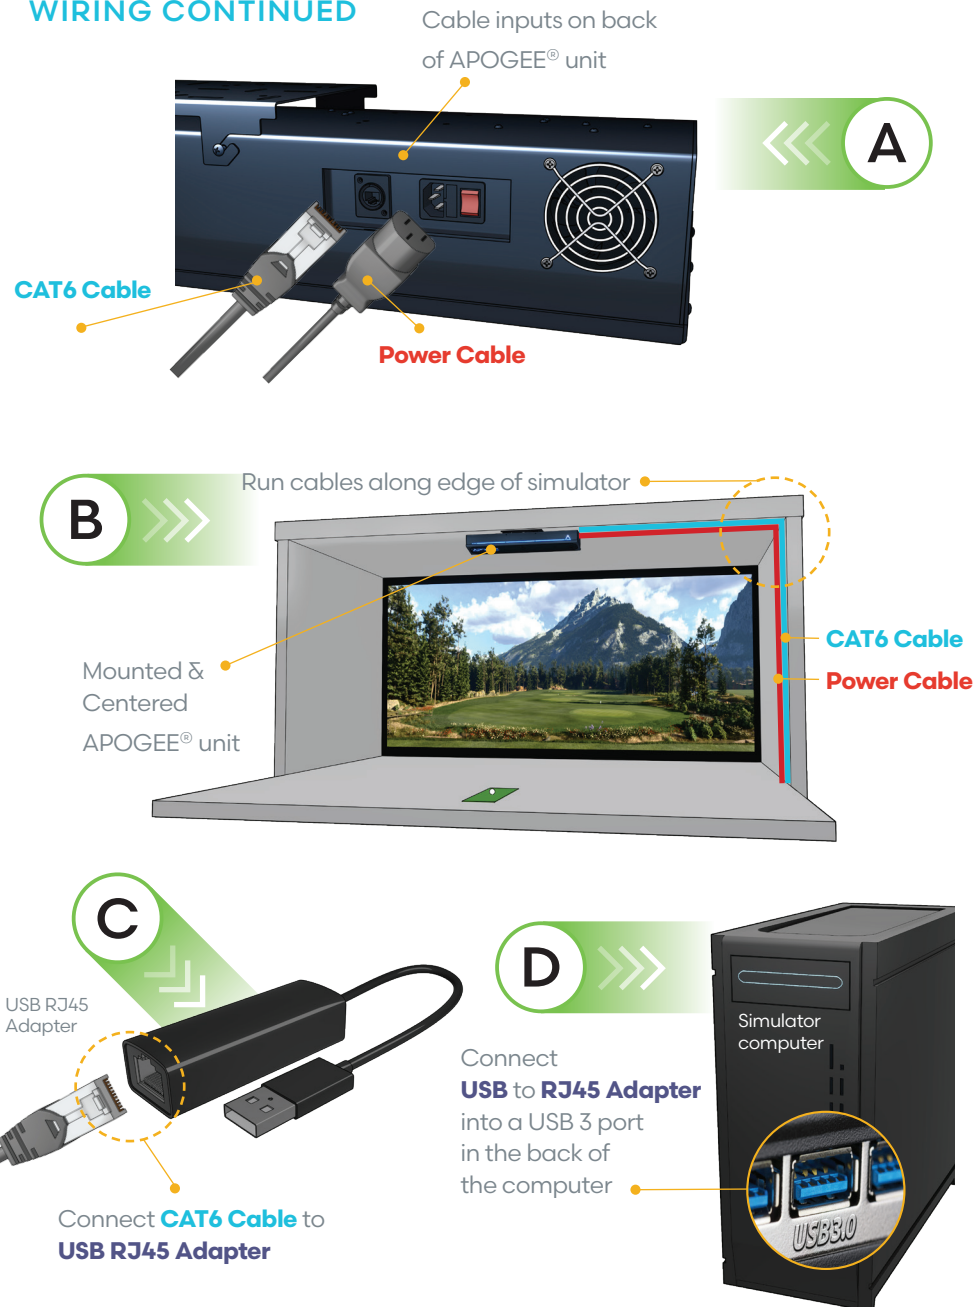 WIRING CONTINUED
Cable inputs on back
of APOGEE® unit
A
CAT6 Cable
Power Cable
B
Run cables along edge of simulator
CAT6 Cable
Power Cable
Mounted &
Centered
APOGEE® unit
C
USB RJ45
Adapter
Connect CAT6 Cable to
USB RJ45 Adapter
D
Simulator
computer
Connect
USB to RJ45 Adapter
into a USB 3 port
in the back of
the computer
USB3.0